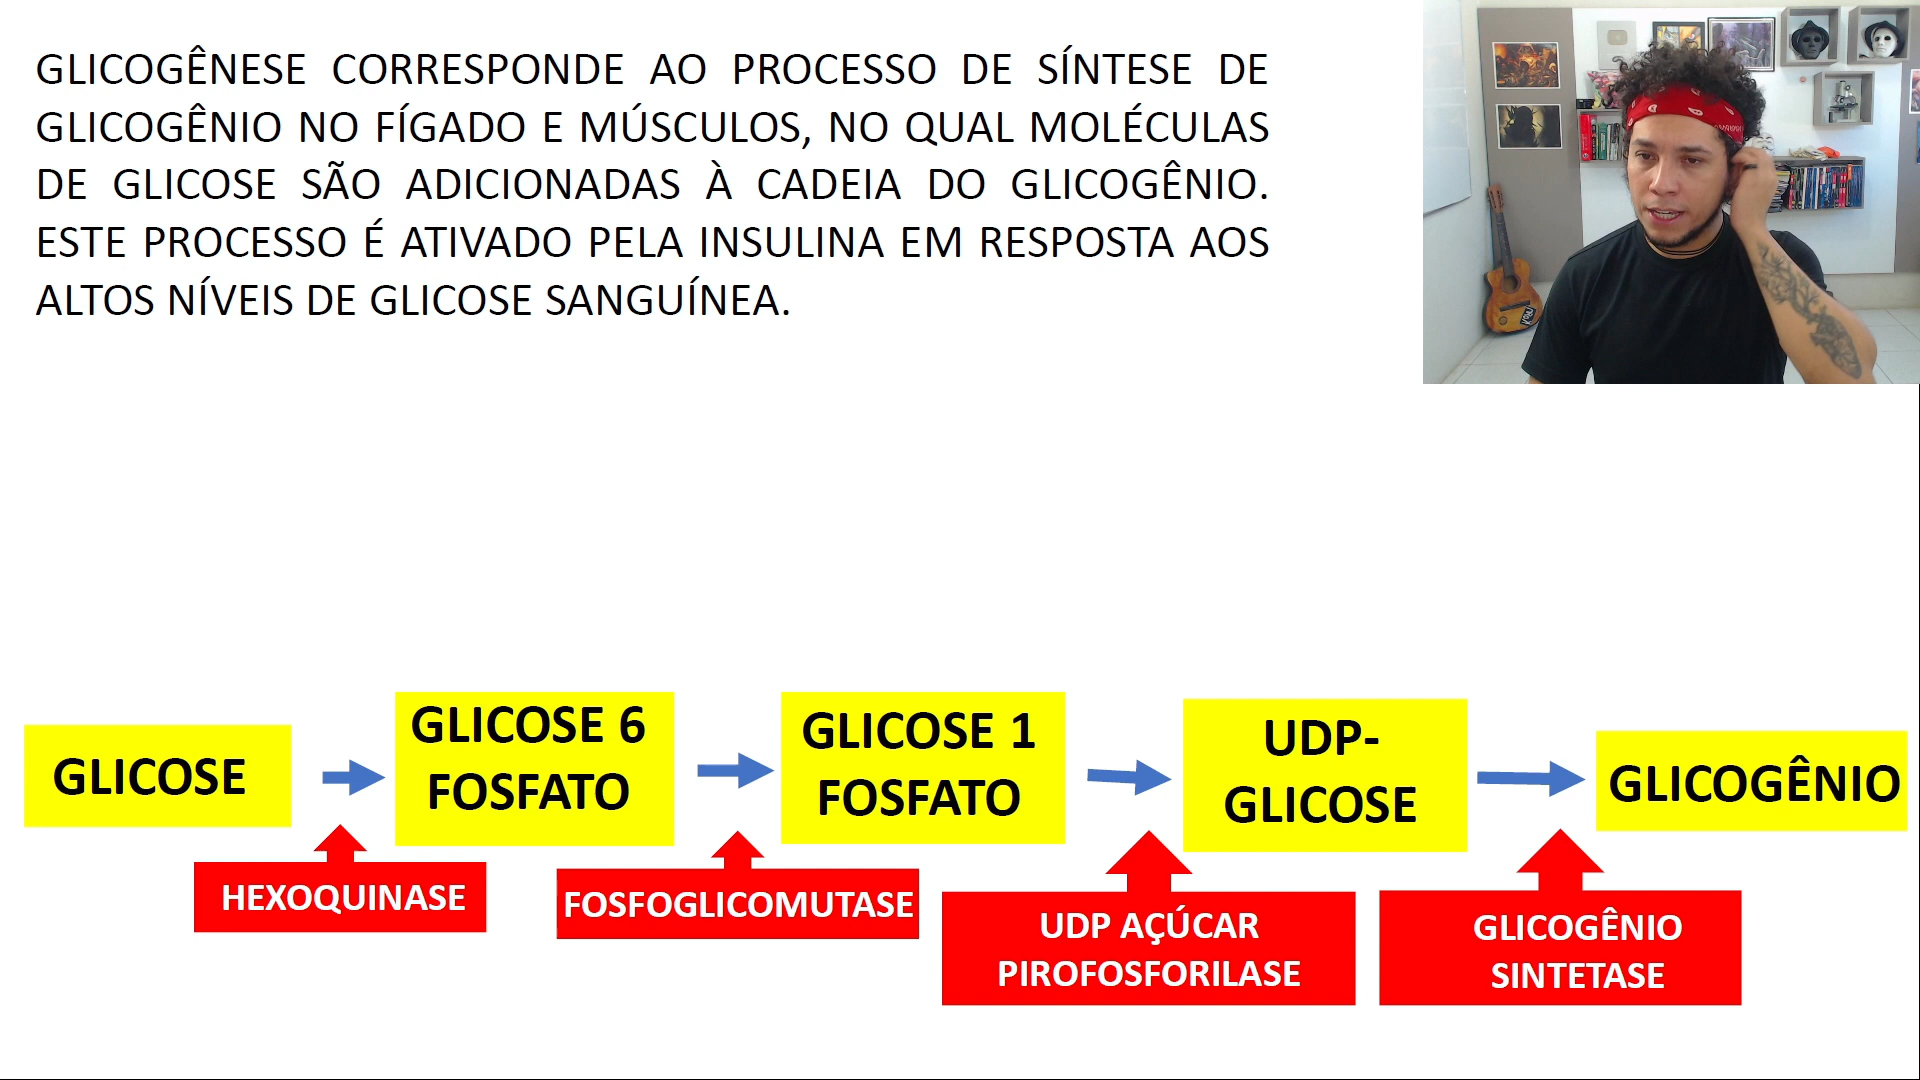 GLICOGÊNESE CORRESPONDE AO PROCESSO DE SÍNTESE DE
GLICOGÊNIO NO FÍGADO E MÚSCULOS, NO QUAL MOLÉCULAS
DE GLICOSE SÃO ADICIONADAS À CADEIA DO GLICOGÊNIO.
ESTE PROCESSO É ATIVADO PELA INSULINA EM RESPOSTA AOS
ALTOS NÍVEIS DE GLICOSE SANGUÍNEA.
GLICOSE
GLICOSE 6
FOSFATO
GLICOSE 1
FOSFATO
UDP-
GLICOSE
GLICOGÊNIO
HEXOQUINASE
FOSFOGLICOMUTASE
UDP AÇÚCAR
PIROFOSFORILASE
GLICOGÊNIO
SINTETASE